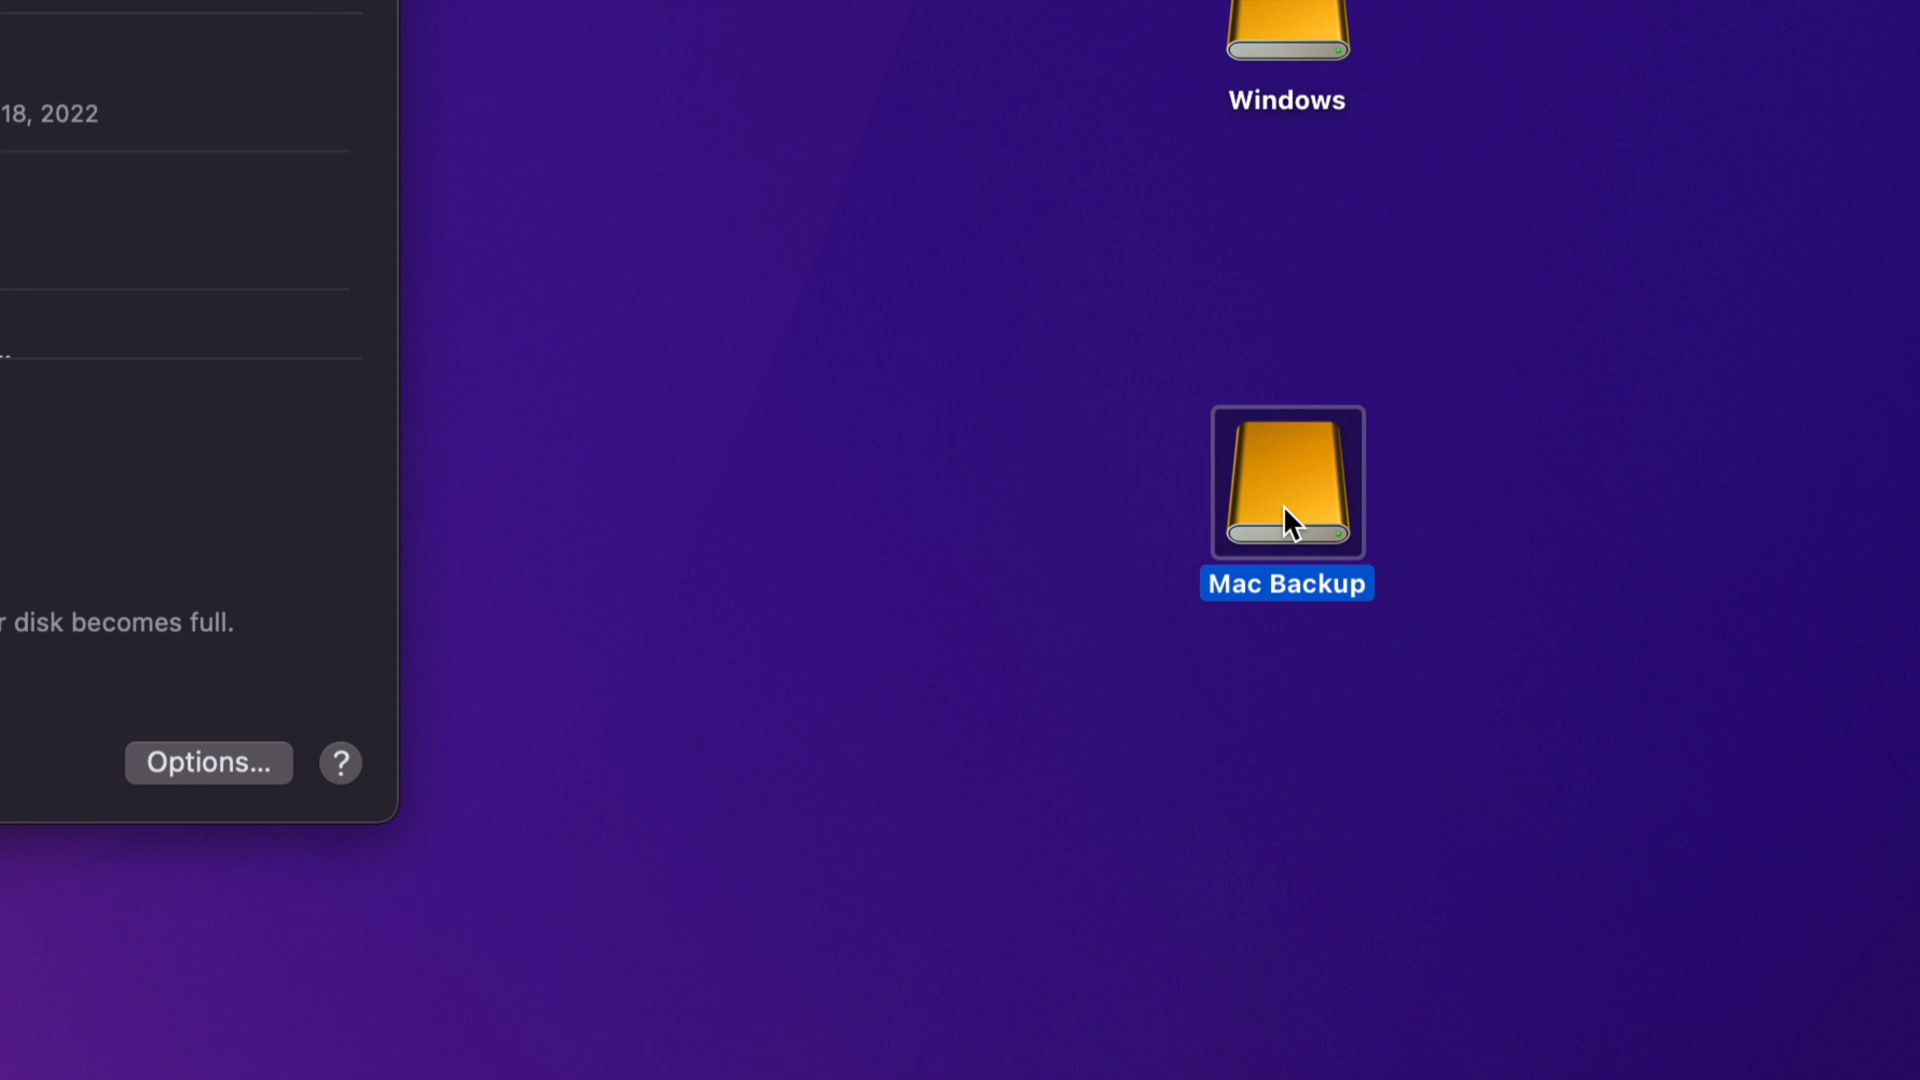 Windows
18, 2022
Mac Backup
r disk becomes full.
Options...
?